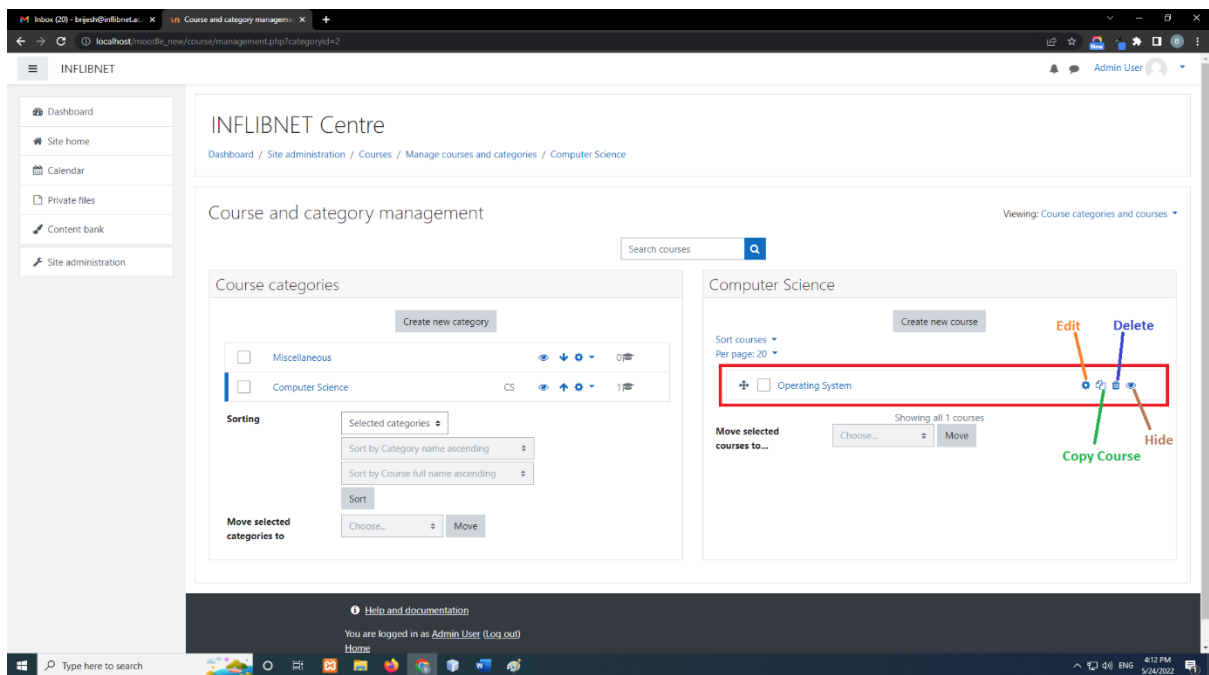 Inbox (20) - brijesh@inflibnet.ac.i
Course and category manageme
localhost/moodle_new/course/management.php?categoryid=2
New
B
INFLIBNET
Admin User
Dashboard
Site home
Calendar
Private files
Content bank
Site administration
INFLIBNET Centre
Dashboard / Site administration / Courses / Manage courses and categories / Computer Science
Course and category management
Viewing: Course categories and courses
Search courses
Course categories
Create new category
Miscellaneous 0
Computer Science CS 1
Sorting
Selected categories
Sort by Category name ascending
Sort by Course full name ascending
Sort
Move selected categories to
Choose... Move
Computer Science
Create new course
Sort courses
Per page: 20
Edit Delete
Operating System
Showing all 1 courses
Move selected courses to...
Choose... Move
Hide
Copy Course
Help and documentation
You are logged in as Admin User (Log out)
Home
Type here to search
ENG
4:12 PM
5/24/2022